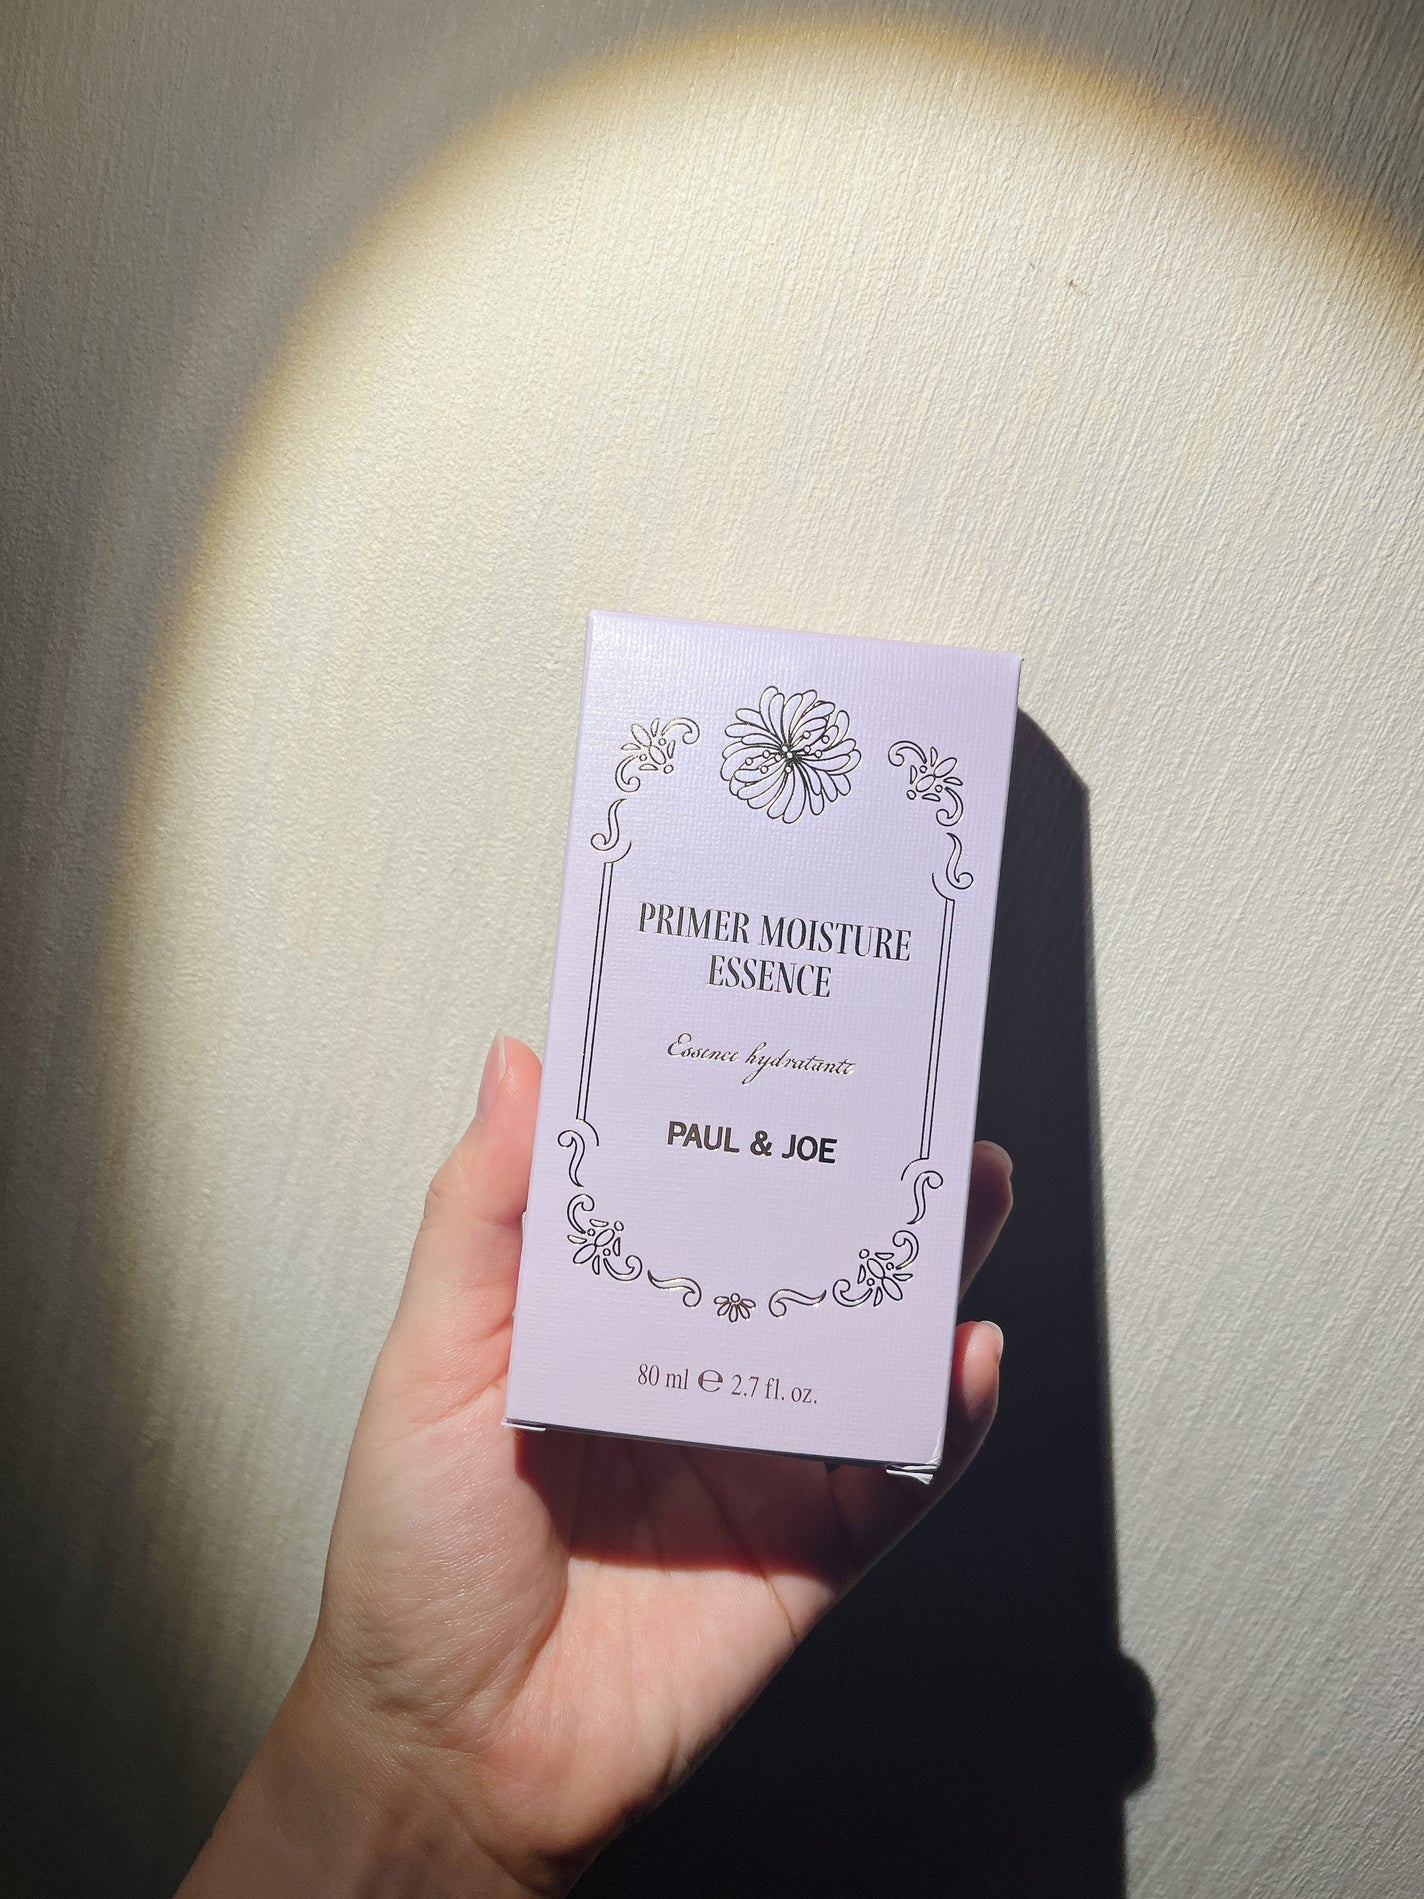 PRIMER MOISTURE
ESSENCE
Essence hydratante
PAUL & JOE
80 ml ℮ 2.7 fl. oz.